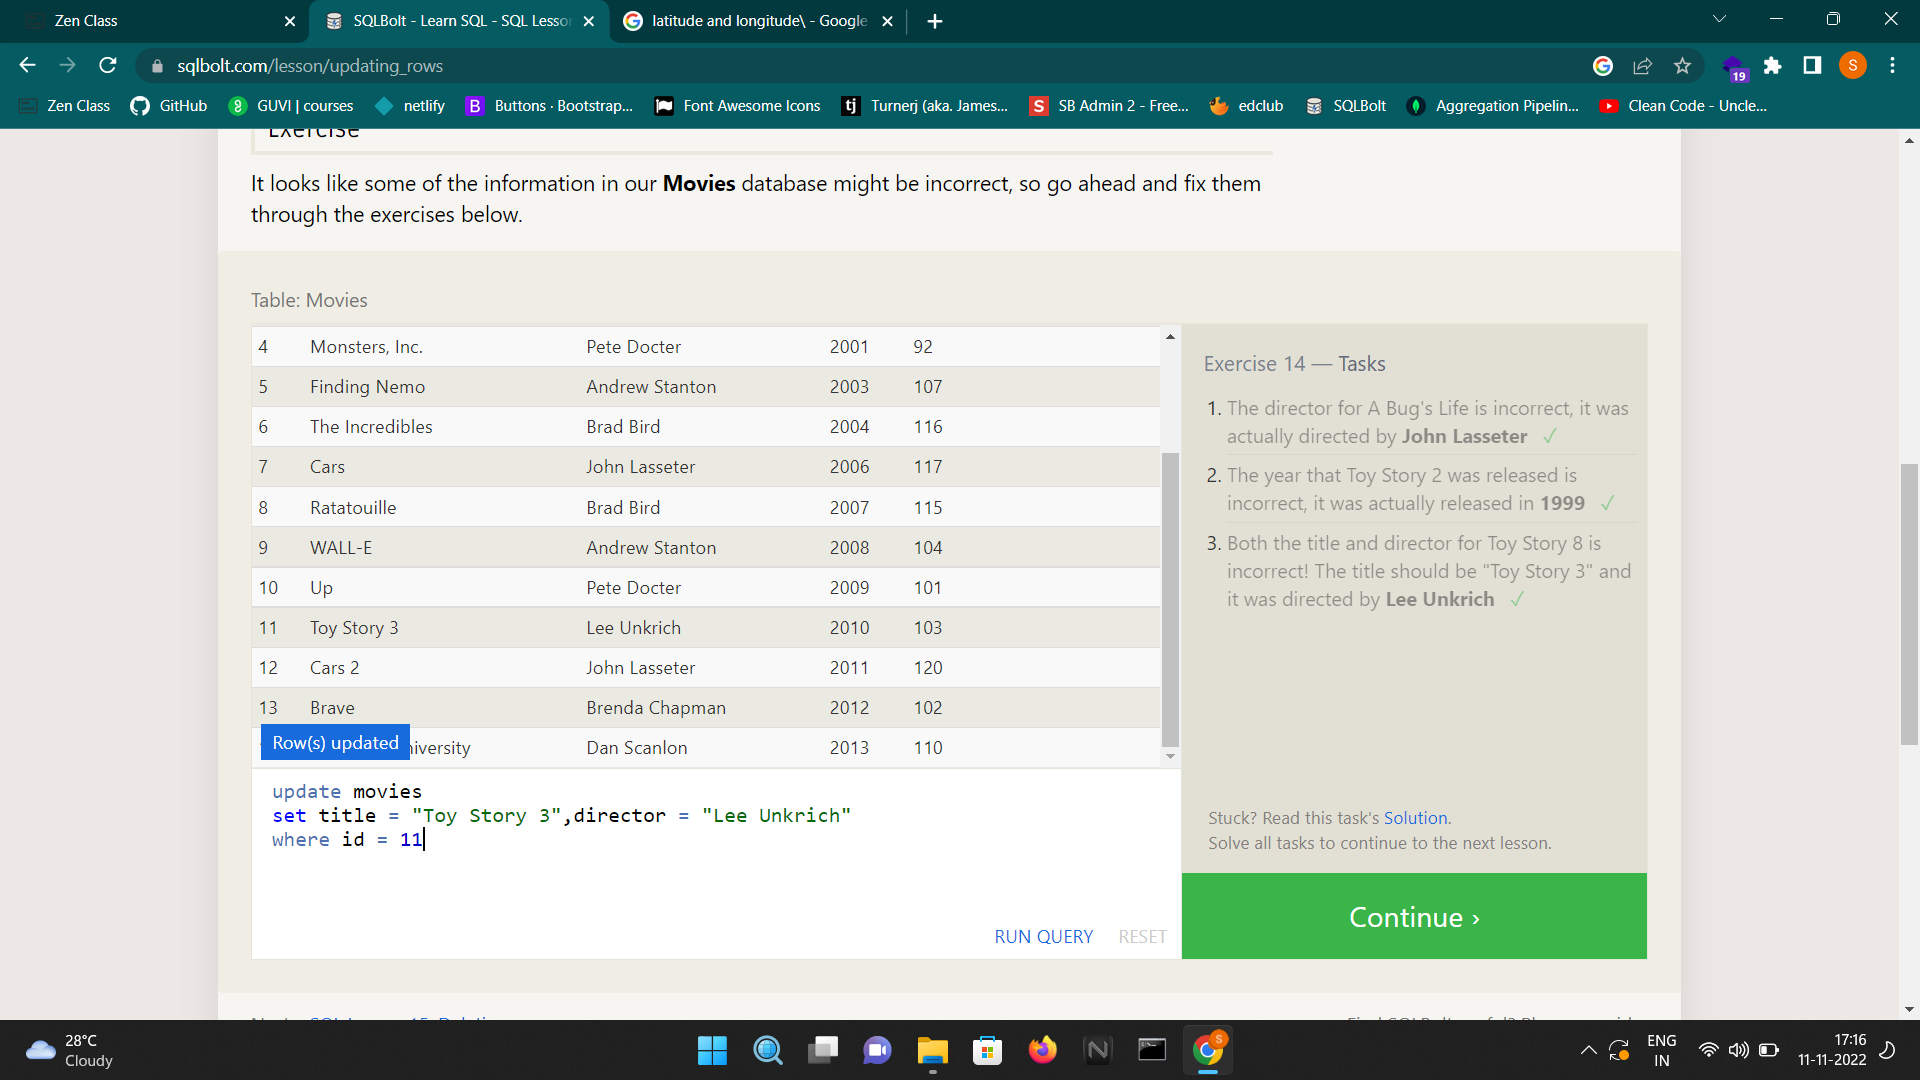 Zen Class
SQLBolt - Learn SQL - SQL Lesson
latitude and longitude\ - Google
sqlbolt.com/lesson/updating_rows
19
S
Zen Class
GitHub
GUVI | courses
netlify
B Buttons · Bootstrap...
Font Awesome Icons
tj Turnerj (aka. James...
S SB Admin 2 - Free...
edclub
SQLBolt
Aggregation Pipelin...
Clean Code - Uncle...
Exercise
It looks like some of the information in our Movies database might be incorrect, so go ahead and fix them
through the exercises below.
Table: Movies
4 Monsters, Inc. Pete Docter 2001 92
5 Finding Nemo Andrew Stanton 2003 107
6 The Incredibles Brad Bird 2004 116
7 Cars John Lasseter 2006 117
8 Ratatouille Brad Bird 2007 115
9 WALL-E Andrew Stanton 2008 104
10 Up Pete Docter 2009 101
11 Toy Story 3 Lee Unkrich 2010 103
12 Cars 2 John Lasseter 2011 120
13 Brave Brenda Chapman 2012 102
Row(s) updated
iversity Dan Scanlon 2013 110
update movies
set title = "Toy Story 3",director = "Lee Unkrich"
where id = 11
RUN QUERY RESET
Exercise 14 — Tasks
1. The director for A Bug's Life is incorrect, it was
actually directed by John Lasseter ✓
2. The year that Toy Story 2 was released is
incorrect, it was actually released in 1999 ✓
3. Both the title and director for Toy Story 8 is
incorrect! The title should be "Toy Story 3" and
it was directed by Lee Unkrich ✓
Stuck? Read this task's Solution.
Solve all tasks to continue to the next lesson.
Continue ›
28°C
Cloudy
S
ENG
IN
17:16
11-11-2022